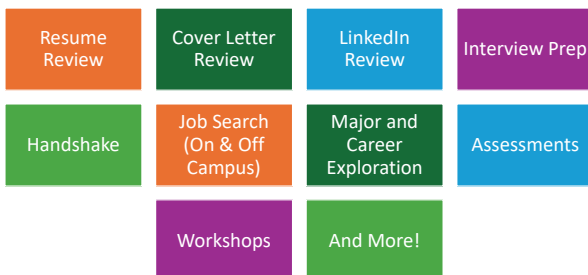 Resume
Review
Cover Letter
Review
LinkedIn
Review
Interview Prep
Handshake
Job Search
(On & Off
Campus)
Major and
Career
Exploration
Assessments
Workshops
And More!